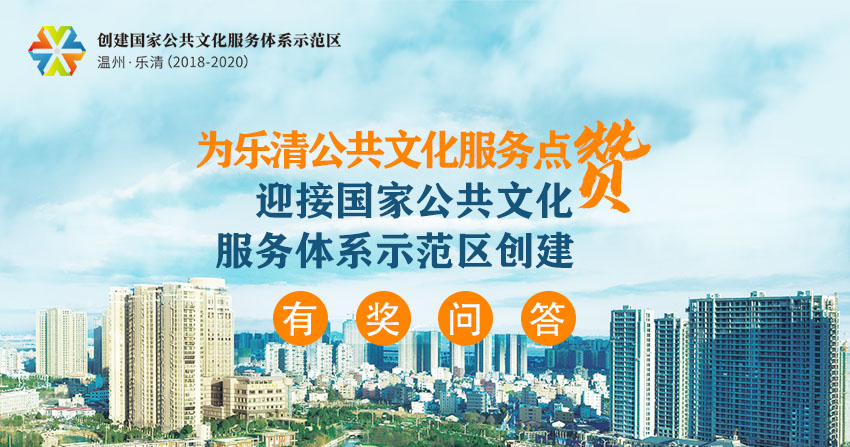 创建国家公共文化服务体系示范区
温州·乐清(2018-2020)
为乐清公共文化服务点赞
迎接国家公共文化
服务体系示范区创建
有奖问答